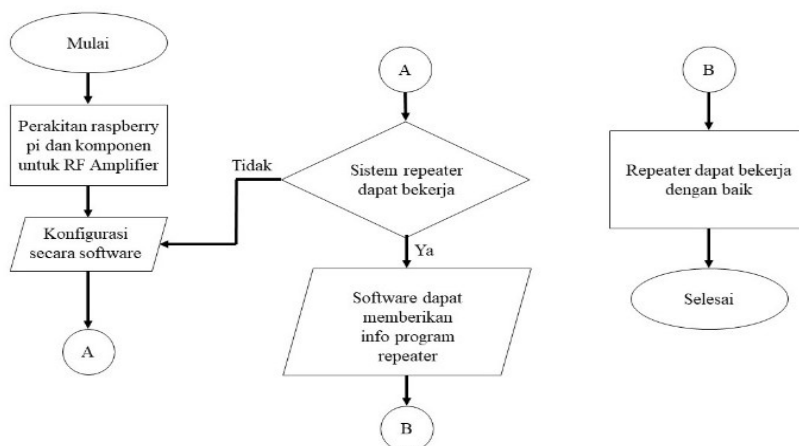 Mulai
Perakitan raspberry
pi dan komponen
untuk RF Amplifier
Konfigurasi
secara software
A
A
Sistem repeater
dapat bekerja
Tidak
Ya
Software dapat
memberikan
info program
repeater
B
B
Repeater dapat bekerja
dengan baik
Selesai